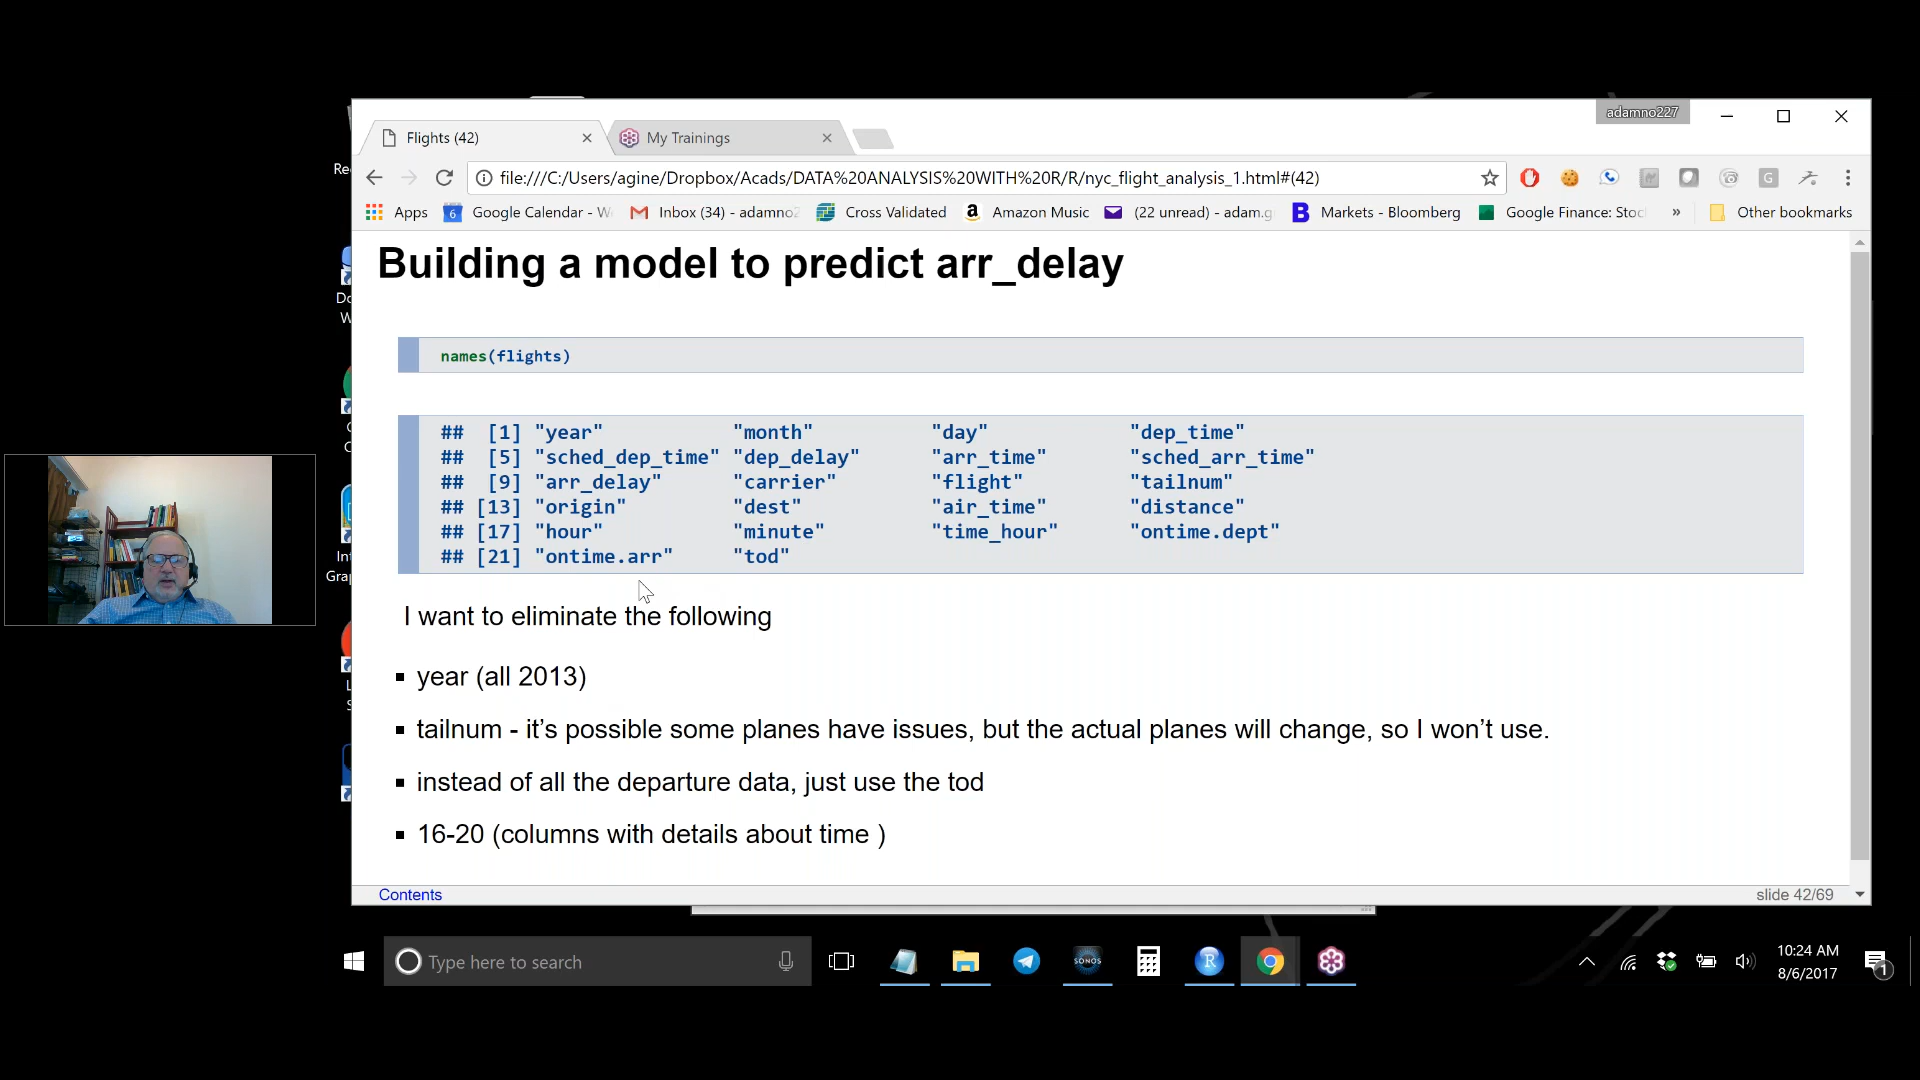 adamno227
Flights (42)
My Trainings
file:///C:/Users/agine/Dropbox/Acads/DATA%20ANALYSIS%20WITH%20R/R/nyc_flight_analysis_1.html#(42)
Apps
6
Google Calendar - W
Inbox (34) - adamno2
Cross Validated
Amazon Music
(22 unread) - adam.g
Markets - Bloomberg
Google Finance: Stoc
»
Other bookmarks
Building a model to predict arr_delay
names(flights)
##  [1] "year"           "month"          "day"            "dep_time"
##  [5] "sched_dep_time" "dep_delay"      "arr_time"       "sched_arr_time"
##  [9] "arr_delay"      "carrier"        "flight"         "tailnum"
## [13] "origin"         "dest"           "air_time"       "distance"
## [17] "hour"           "minute"         "time_hour"      "ontime.dept"
## [21] "ontime.arr"     "tod"
I want to eliminate the following
▪ year (all 2013)
▪ tailnum - it’s possible some planes have issues, but the actual planes will change, so I won’t use.
▪ instead of all the departure data, just use the tod
▪ 16-20 (columns with details about time )
Contents
slide 42/69
Type here to search
SONOS
R
10:24 AM
8/6/2017
1